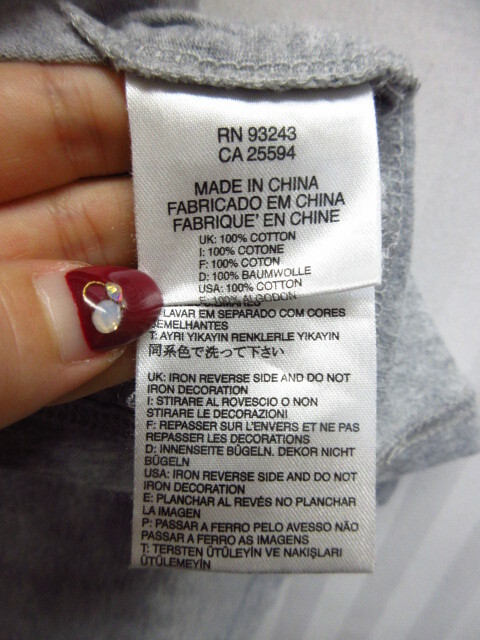 RN 93243
CA 25594
MADE IN CHINA
FABRICADO EM CHINA
FABRIQUE' EN CHINE
UK: 100% COTTON
I: 100% COTONE
F: 100% COTON
D: 100% BAUMWOLLE
USA: 100% COTTON
E: 100% ALGODON
LAVAR EM SEPARADO COM CORES
SEMELHANTES
T: AYRI YIKAYIN RENKLERLE YIKAYIN
同系色で洗って下さい
UK: IRON REVERSE SIDE AND DO NOT
IRON DECORATION
I: STIRARE AL ROVESCIO O NON
STIRARE LE DECORAZIONI
F: REPASSER SUR L'ENVERS ET NE PAS
REPASSER LES DECORATIONS
D: INNENSEITE BÜGELN. DEKOR NICHT
BÜGELN
USA: IRON REVERSE SIDE AND DO NOT
IRON DECORATION
E: PLANCHAR AL REVÉS NO PLANCHAR
LA IMAGEN
P: PASSAR A FERRO PELO AVESSO NÃO
PASSAR A FERRO AS IMAGENS
T: TERSTEN ÜTÜLEYİN VE NAKIŞLARI
ÜTÜLEMEYİN